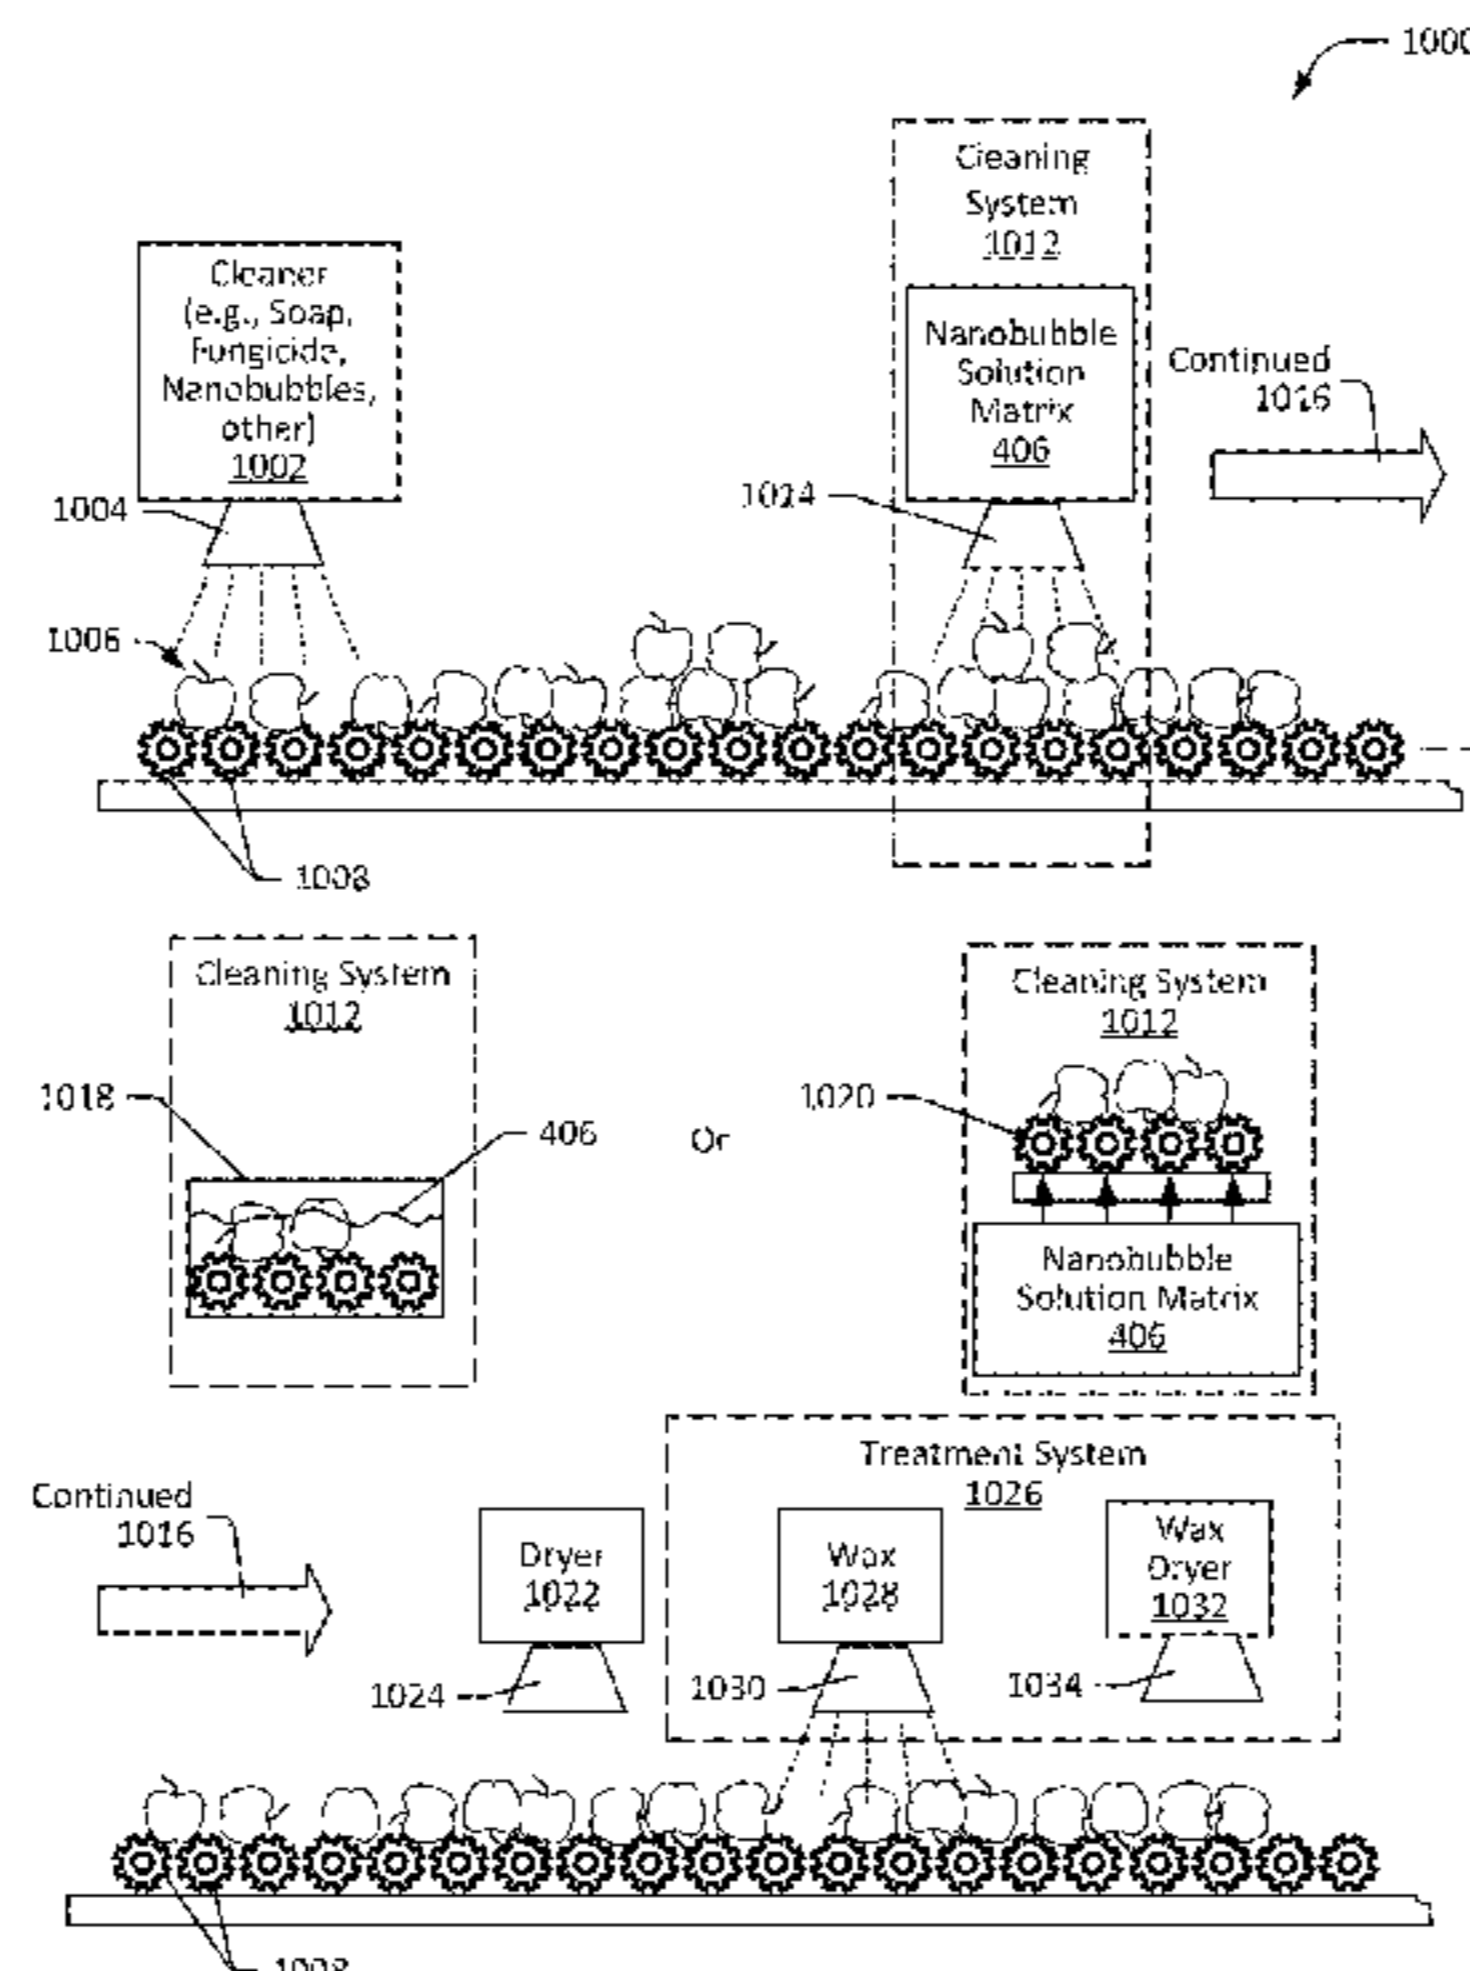 1000
Cleaning
System
1012
Cleaner
(e.g., Soap,
Fungicide,
Nanobubbles,
other)
1002
Nanobubble
Solution
Matrix
406
Continued
1016
1004
1014
1006
1008
Cleaning System
1012
Cleaning System
1012
1018
406
Or
1020
Nanobubble
Solution Matrix
406
Treatment System
1026
Continued
1016
Dryer
1022
Wax
1028
Wax
Dryer
1032
1024
1030
1034
1008